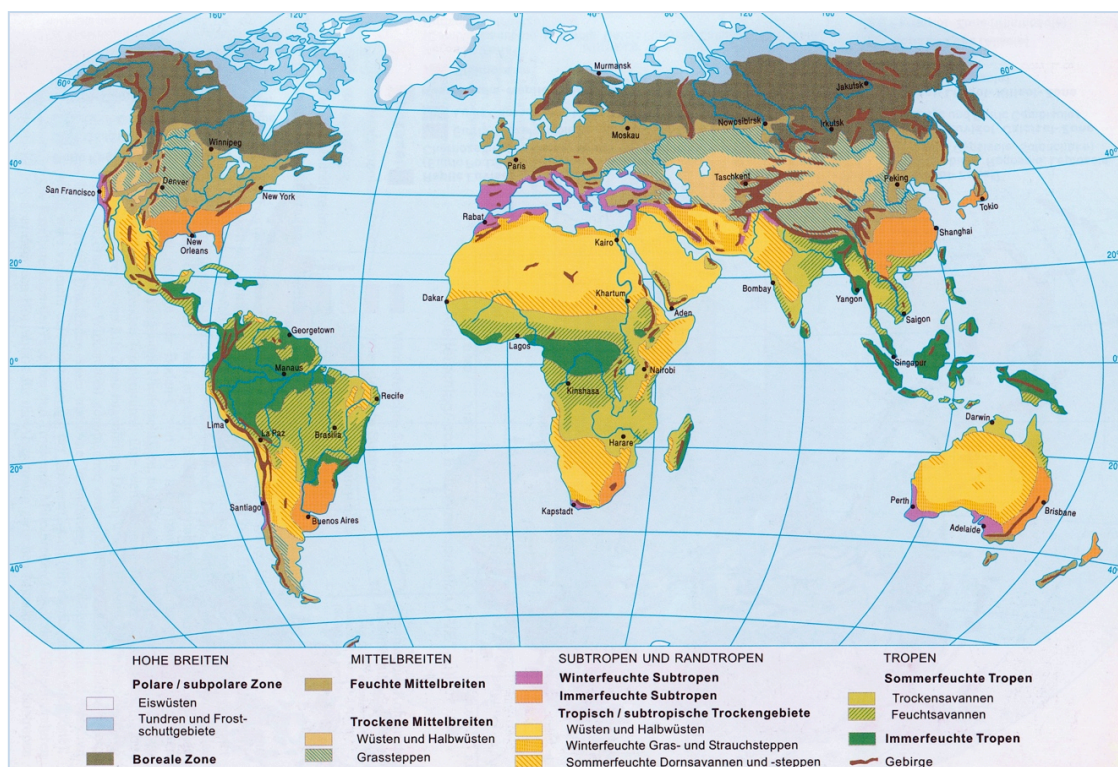 160°
120°
0°
40°
80°
120°
160°
60°
60°
Murmansk
Jakutsk
Nowosibirsk
Irkutsk
Moskau
Winnipeg
Paris
40°
40°
Denver
Taschkent
Peking
San Francisco
New York
Tokio
Rabat
New
Orleans
Kairo
Shanghai
20°
20°
Dakar
Khartum
Bombay
Yangon
Aden
Saigon
Georgetown
Lagos
0°
0°
Manaus
Nairobi
Singapur
Kinshasa
Recife
Lima
La Paz
Brasilia
Darwin
Harare
20°
20°
Santiago
Kapstadt
Perth
Buenos Aires
Brisbane
Adelaide
40°
40°
HOHE BREITEN
Polare / subpolare Zone
Eiswüsten
Tundren und Frost-
schuttgebiete
Boreale Zone
MITTELBREITEN
Feuchte Mittelbreiten
Trockene Mittelbreiten
Wüsten und Halbwüsten
Grassteppen
SUBTROPEN UND RANDTROPEN
Winterfeuchte Subtropen
Immerfeuchte Subtropen
Tropisch / subtropische Trockengebiete
Wüsten und Halbwüsten
Winterfeuchte Gras- und Strauchsteppen
Sommerfeuchte Dornsavannen und -steppen
TROPEN
Sommerfeuchte Tropen
Trockensavannen
Feuchtsavannen
Immerfeuchte Tropen
Gebirge